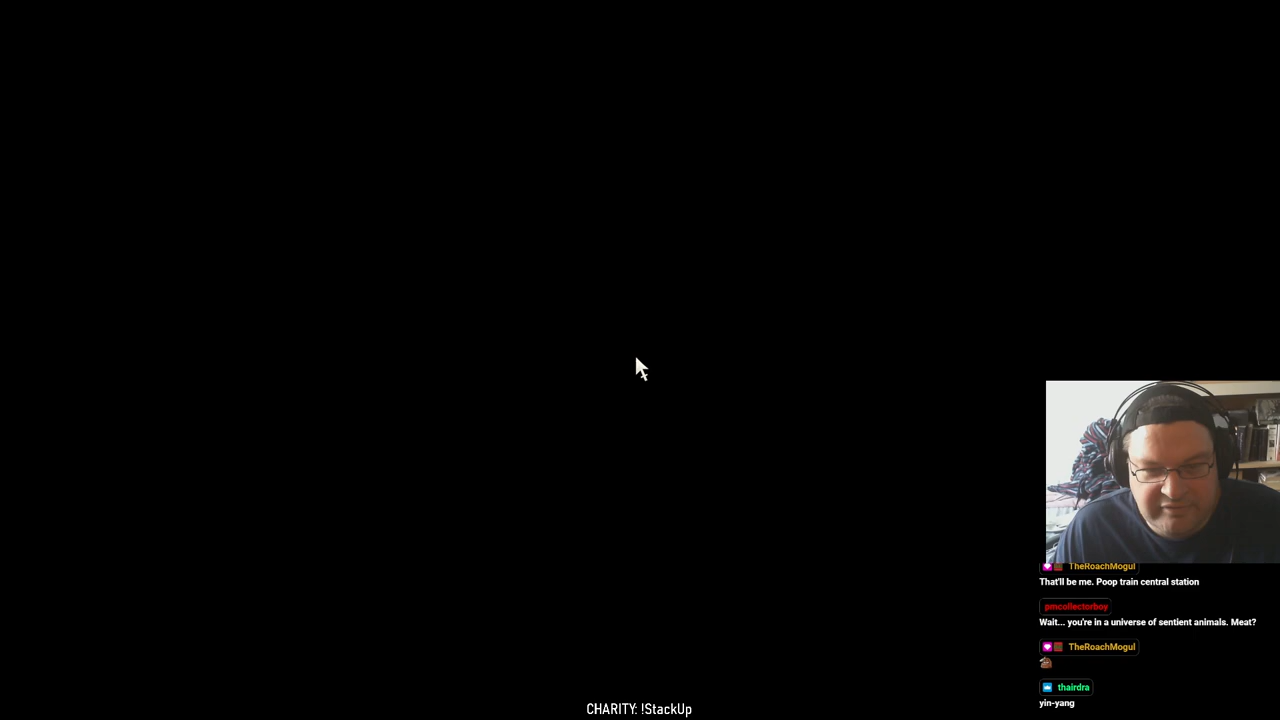 TheRoachMogul
That'll be me. Poop train central station
pmcollectorboy
Wait... you're in a universe of sentient animals. Meat?
TheRoachMogul
thairdra
yin-yang
CHARITY: !StackUp